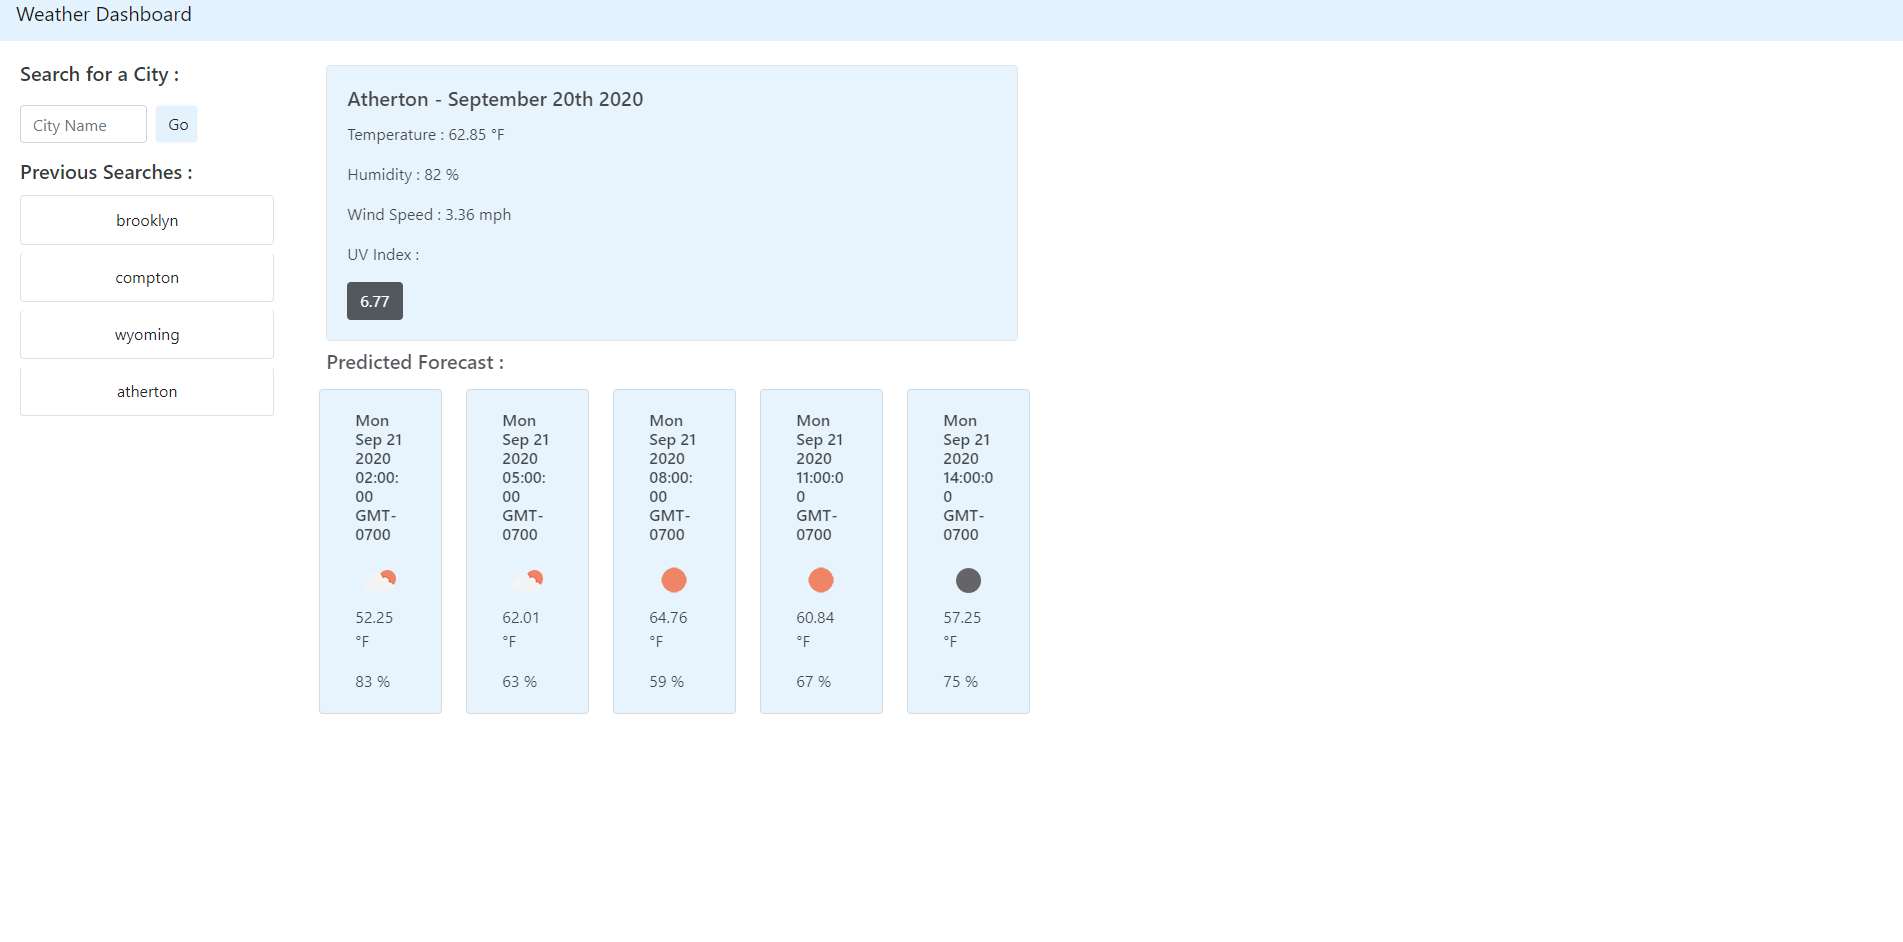 Weather Dashboard
Search for a City :
City Name
Go
Previous Searches :
brooklyn
compton
wyoming
atherton
Atherton - September 20th 2020
Temperature : 62.85 °F
Humidity : 82 %
Wind Speed : 3.36 mph
UV Index :
6.77
Predicted Forecast :
Mon
Sep 21
2020
02:00:
00
GMT-
0700
52.25
°F
83 %
Mon
Sep 21
2020
05:00:
00
GMT-
0700
62.01
°F
63 %
Mon
Sep 21
2020
08:00:
00
GMT-
0700
64.76
°F
59 %
Mon
Sep 21
2020
11:00:0
0
GMT-
0700
60.84
°F
67 %
Mon
Sep 21
2020
14:00:0
0
GMT-
0700
57.25
°F
75 %